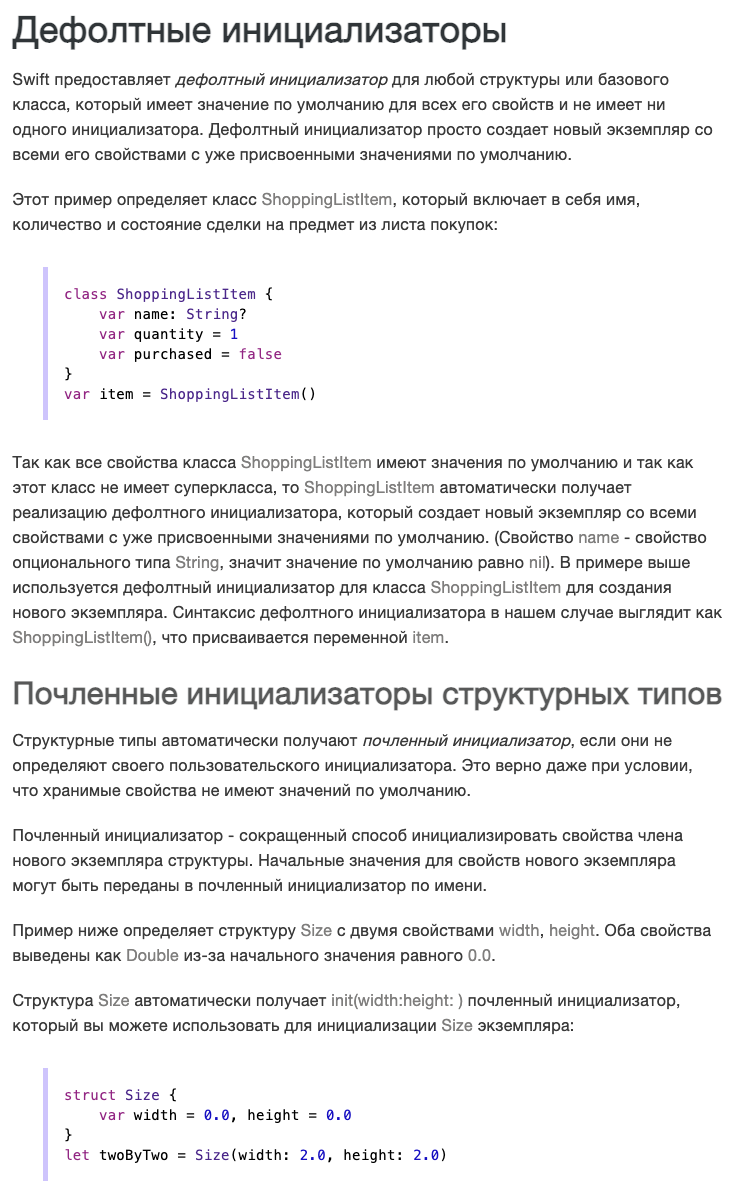 Дефолтные инициализаторы
Swift предоставляет дефолтный инициализатор для любой структуры или базового
класса, который имеет значение по умолчанию для всех его свойств и не имеет ни
одного инициализатора. Дефолтный инициализатор просто создает новый экземпляр со
всеми его свойствами с уже присвоенными значениями по умолчанию.
Этот пример определяет класс ShoppingListItem, который включает в себя имя,
количество и состояние сделки на предмет из листа покупок:
class ShoppingListItem {
    var name: String?
    var quantity = 1
    var purchased = false
}
var item = ShoppingListItem()
Так как все свойства класса ShoppingListItem имеют значения по умолчанию и так как
этот класс не имеет суперкласса, то ShoppingListItem автоматически получает
реализацию дефолтного инициализатора, который создает новый экземпляр со всеми
свойствами с уже присвоенными значениями по умолчанию. (Свойство name - свойство
опционального типа String, значит значение по умолчанию равно nil). В примере выше
используется дефолтный инициализатор для класса ShoppingListItem для создания
нового экземпляра. Синтаксис дефолтного инициализатора в нашем случае выглядит как
ShoppingListItem(), что присваивается переменной item.
Почленные инициализаторы структурных типов
Структурные типы автоматически получают почленный инициализатор, если они не
определяют своего пользовательского инициализатора. Это верно даже при условии,
что хранимые свойства не имеют значений по умолчанию.
Почленный инициализатор - сокращенный способ инициализировать свойства члена
нового экземпляра структуры. Начальные значения для свойств нового экземпляра
могут быть переданы в почленный инициализатор по имени.
Пример ниже определяет структуру Size с двумя свойствами width, height. Оба свойства
выведены как Double из-за начального значения равного 0.0.
Структура Size автоматически получает init(width:height: ) почленный инициализатор,
который вы можете использовать для инициализации Size экземпляра:
struct Size {
    var width = 0.0, height = 0.0
}
let twoByTwo = Size(width: 2.0, height: 2.0)